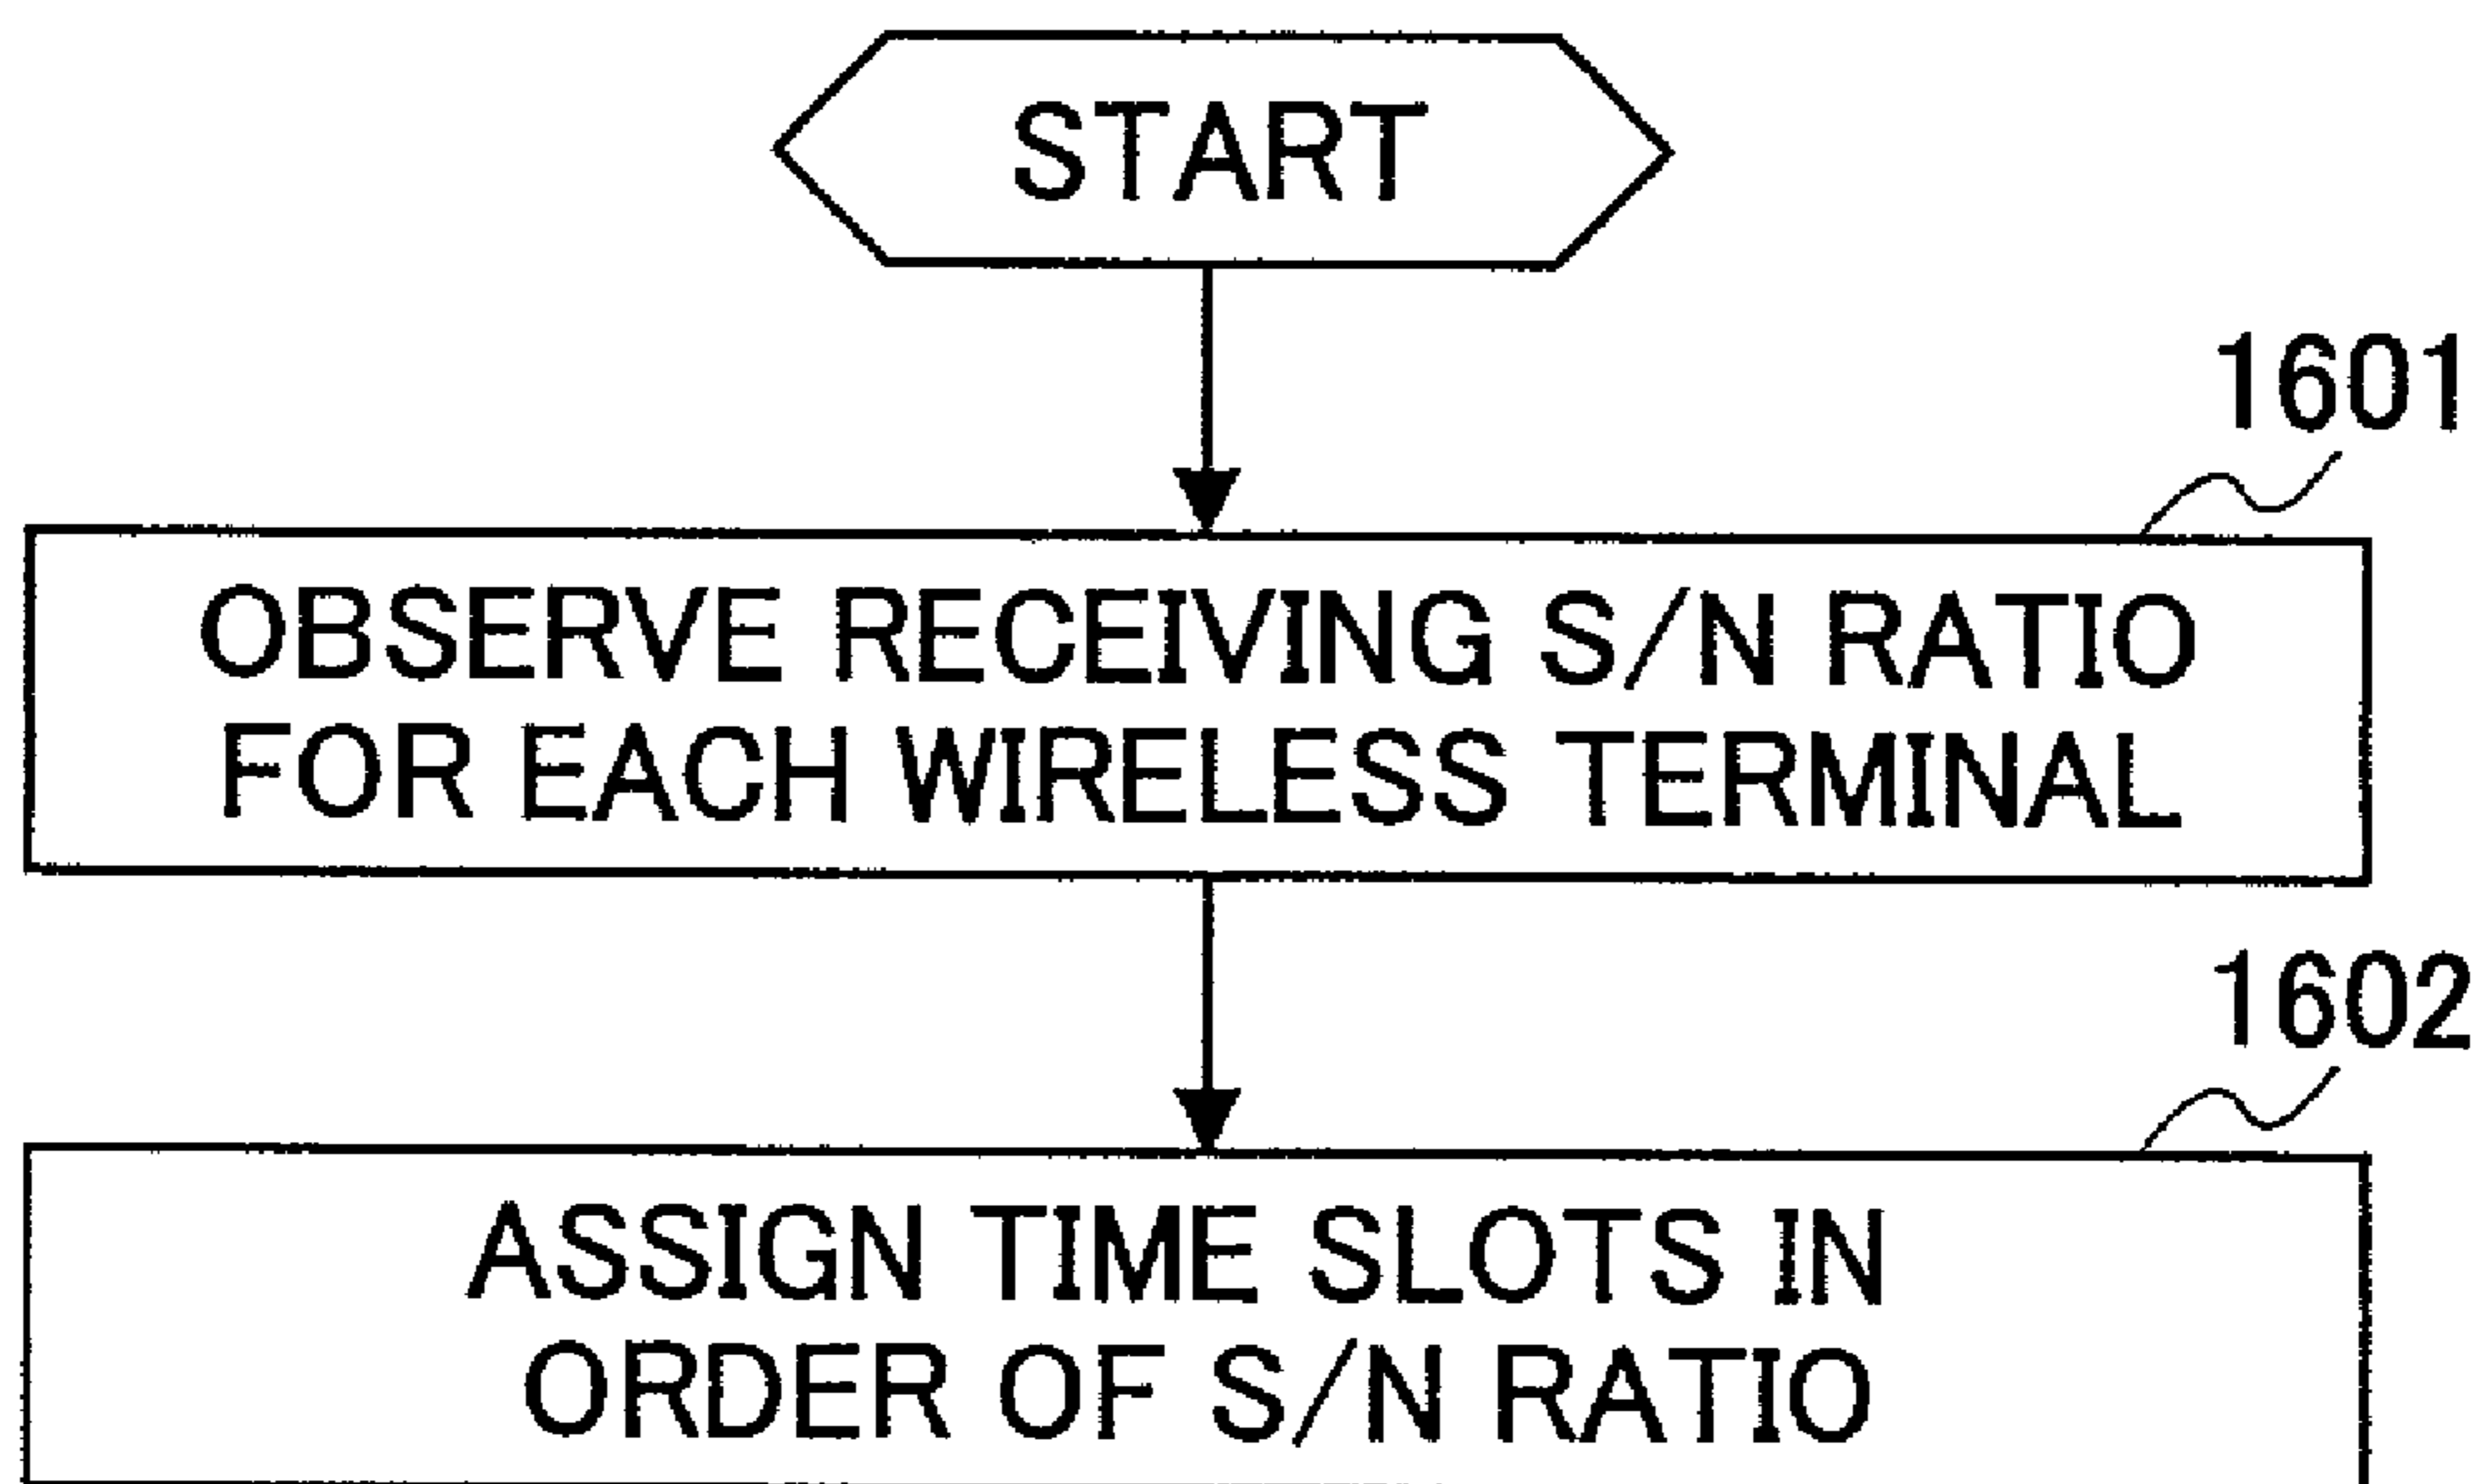 START
1601
OBSERVE RECEIVING S/N RATIO
FOR EACH WIRELESS TERMINAL
1602
ASSIGN TIME SLOTS IN
ORDER OF S/N RATIO